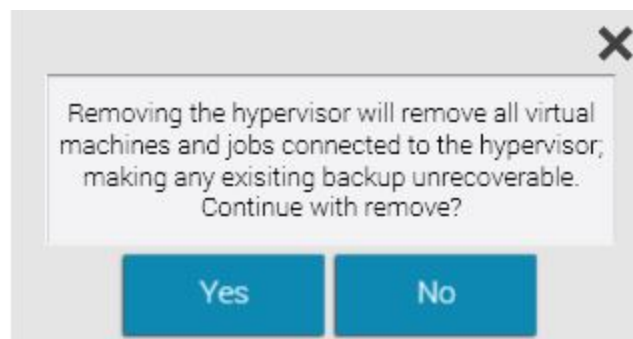 Removing the hypervisor will remove all virtual
machines and jobs connected to the hypervisor;
making any exisiting backup unrecoverable.
Continue with remove?
Yes No